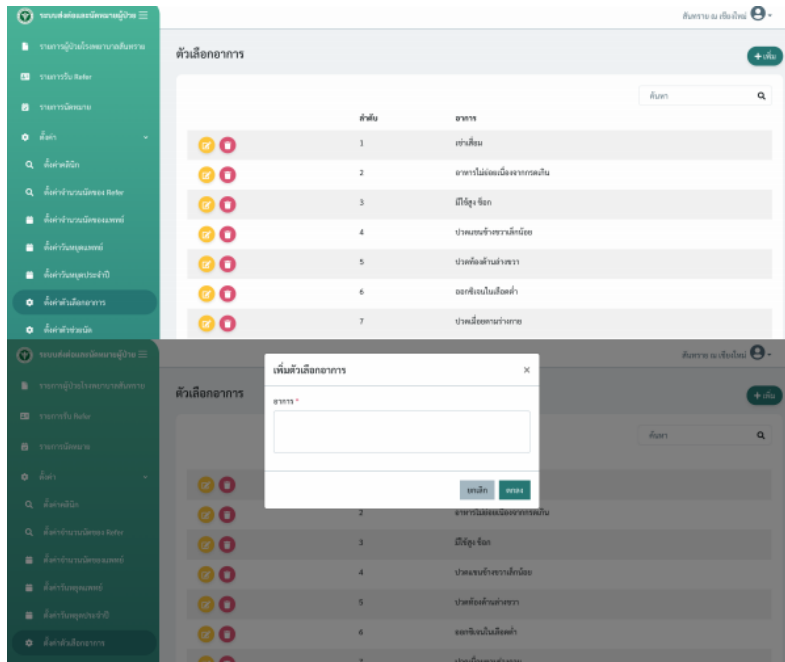 ระบบส่งต่อและนัดหมายผู้ป่วย
สันทราย ณ เชียงใหม่
รายการผู้ป่วยโรงพยาบาลสันทราย
รายการรับ Refer
รายการนัดหมาย
ตั้งค่า
ตั้งค่าคลินิก
ตั้งค่าจำนวนนัดของ Refer
ตั้งค่าจำนวนนัดของแพทย์
ตั้งค่าวันหยุดแพทย์
ตั้งค่าวันหยุดประจำปี
ตั้งค่าตัวเลือกอาการ
ตั้งค่าตัวช่วยนัด
ตัวเลือกอาการ
+ เพิ่ม
ค้นหา
ลำดับ อาการ
1 เข่าเสื่อม
2 อาหารไม่ย่อยเนื่องจากกรดเกิน
3 มีไข้สูง ช็อก
4 ปวดแขนข้างขวาเล็กน้อย
5 ปวดท้องด้านล่างขวา
6 ออกซิเจนในเลือดต่ำ
7 ปวดเมื่อยตามร่างกาย
ระบบส่งต่อและนัดหมายผู้ป่วย
สันทราย ณ เชียงใหม่
รายการผู้ป่วยโรงพยาบาลสันทราย
รายการรับ Refer
รายการนัดหมาย
ตั้งค่า
ตั้งค่าคลินิก
ตั้งค่าจำนวนนัดของ Refer
ตั้งค่าจำนวนนัดของแพทย์
ตั้งค่าวันหยุดแพทย์
ตั้งค่าวันหยุดประจำปี
ตั้งค่าตัวเลือกอาการ
ตัวเลือกอาการ
+ เพิ่ม
ค้นหา
เพิ่มตัวเลือกอาการ ×
อาการ *
ยกเลิก ตกลง
2 อาหารไม่ย่อยเนื่องจากกรดเกิน
3 มีไข้สูง ช็อก
4 ปวดแขนข้างขวาเล็กน้อย
5 ปวดท้องด้านล่างขวา
6 ออกซิเจนในเลือดต่ำ